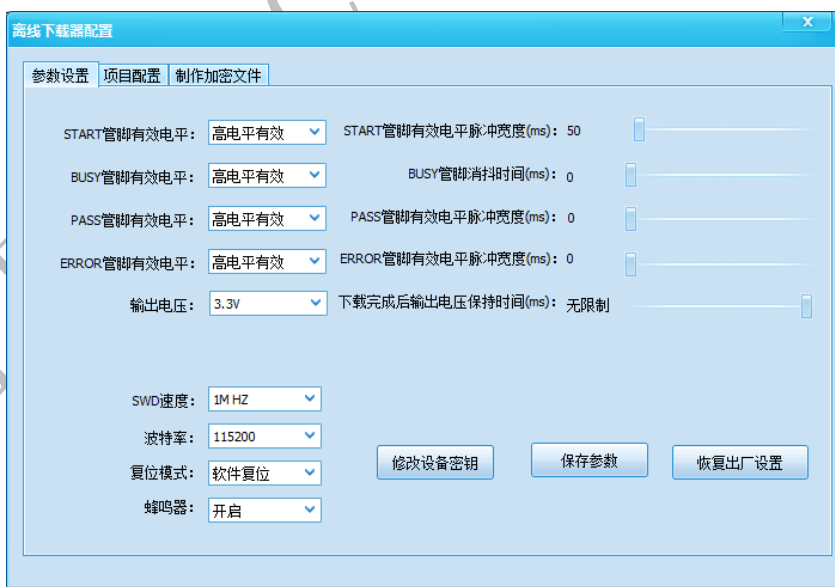 离线下载器配置
X
参数设置 项目配置 制作加密文件
START管脚有效电平： 高电平有效 START管脚有效电平脉冲宽度(ms)： 50
BUSY管脚有效电平： 高电平有效 BUSY管脚消抖时间(ms)： 0
PASS管脚有效电平： 高电平有效 PASS管脚有效电平脉冲宽度(ms)： 0
ERROR管脚有效电平： 高电平有效 ERROR管脚有效电平脉冲宽度(ms)： 0
输出电压： 3.3V 下载完成后输出电压保持时间(ms)： 无限制
SWD速度： 1M HZ
波特率： 115200
复位模式： 软件复位
蜂鸣器： 开启
修改设备密钥 保存参数 恢复出厂设置